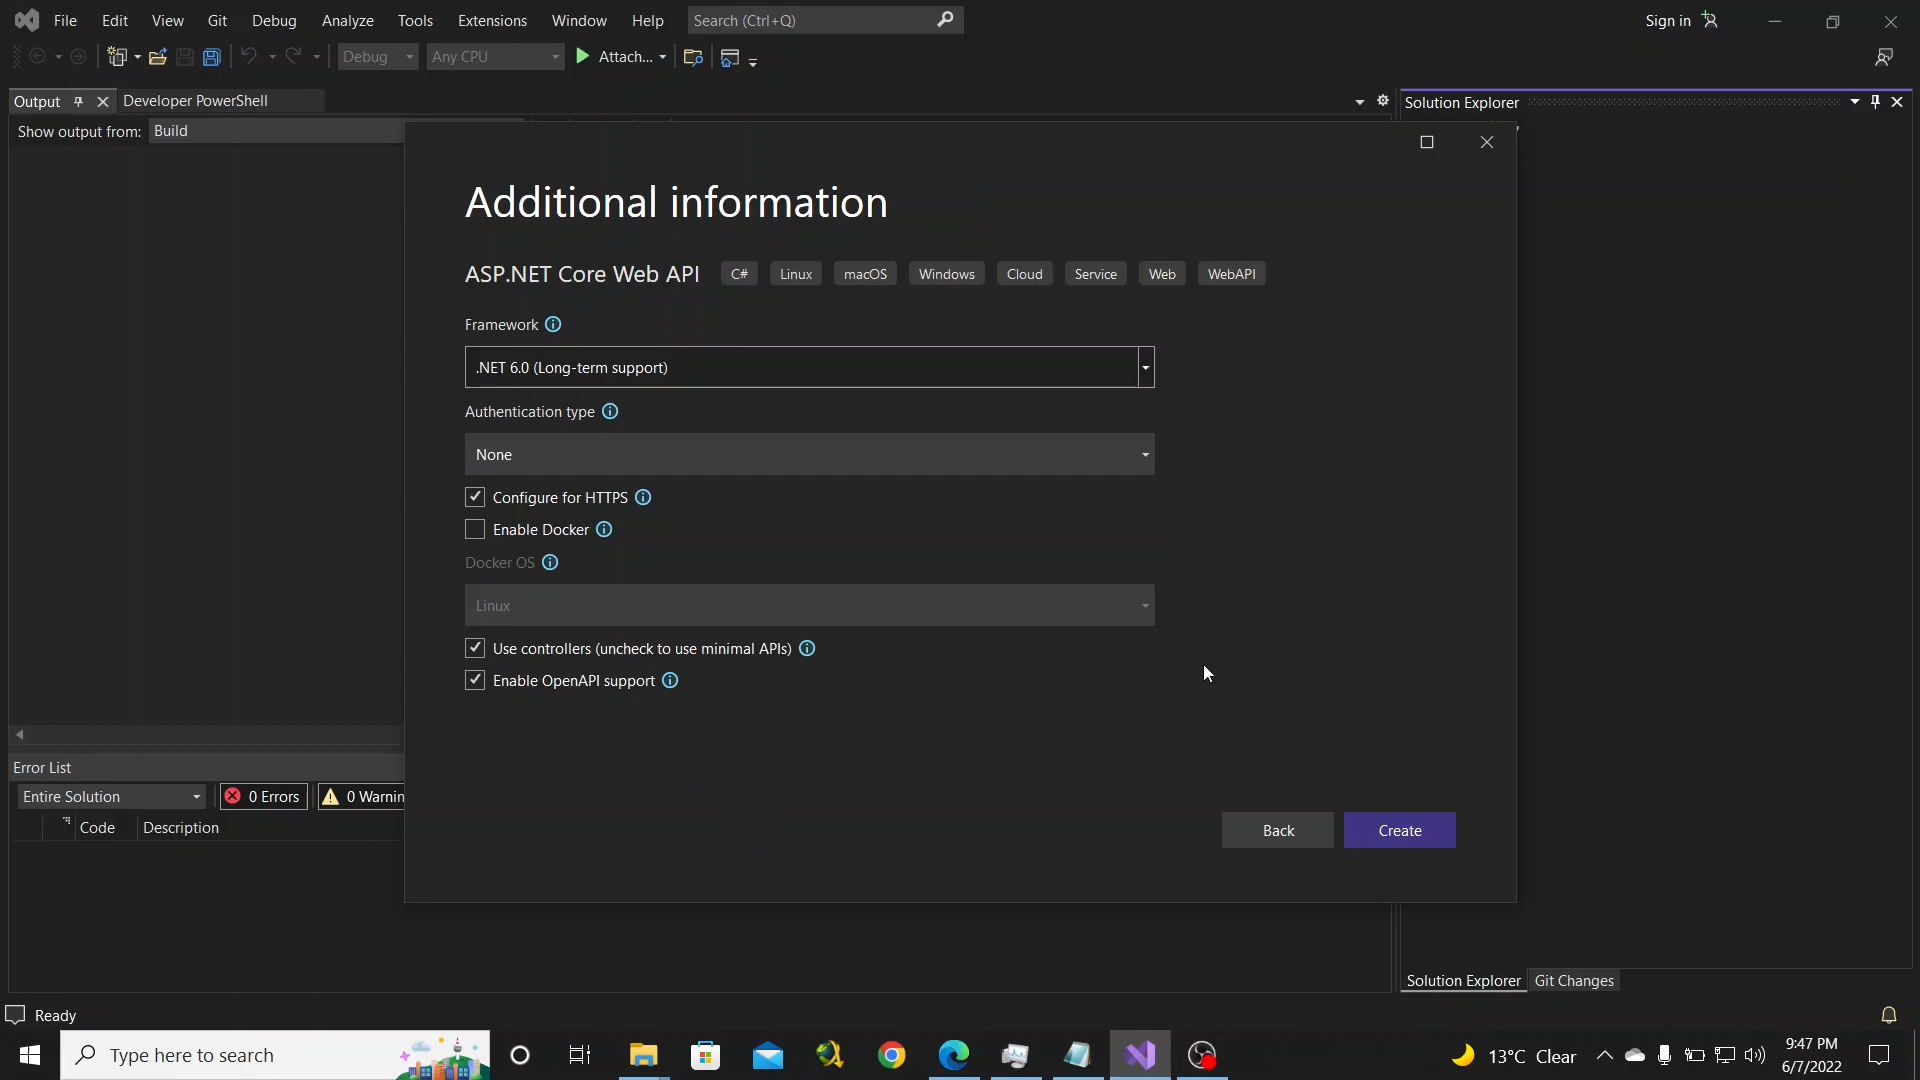 File Edit View Git Debug Analyze Tools Extensions Window Help Search (Ctrl+Q) Sign in
Debug Any CPU Attach...
Output Developer PowerShell Solution Explorer
Show output from: Build
Additional information
ASP.NET Core Web API C# Linux macOS Windows Cloud Service Web WebAPI
Framework
.NET 6.0 (Long-term support)
Authentication type
None
Configure for HTTPS
Enable Docker
Docker OS
Linux
Use controllers (uncheck to use minimal APIs)
Enable OpenAPI support
Error List
Entire Solution 0 Errors 0 Warnin
Code Description
Back Create
Solution Explorer Git Changes
Ready
Type here to search 13°C Clear 9:47 PM
6/7/2022